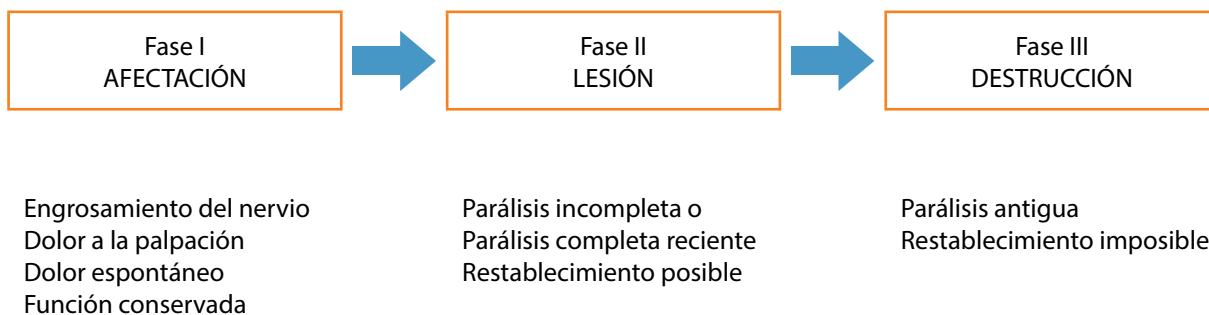 Fase I
AFECTACIÓN
Fase II
LESIÓN
Fase III
DESTRUCCIÓN
Engrosamiento del nervio
Dolor a la palpación
Dolor espontáneo
Función conservada
Parálisis incompleta o
Parálisis completa reciente
Restablecimiento posible
Parálisis antigua
Restablecimiento imposible